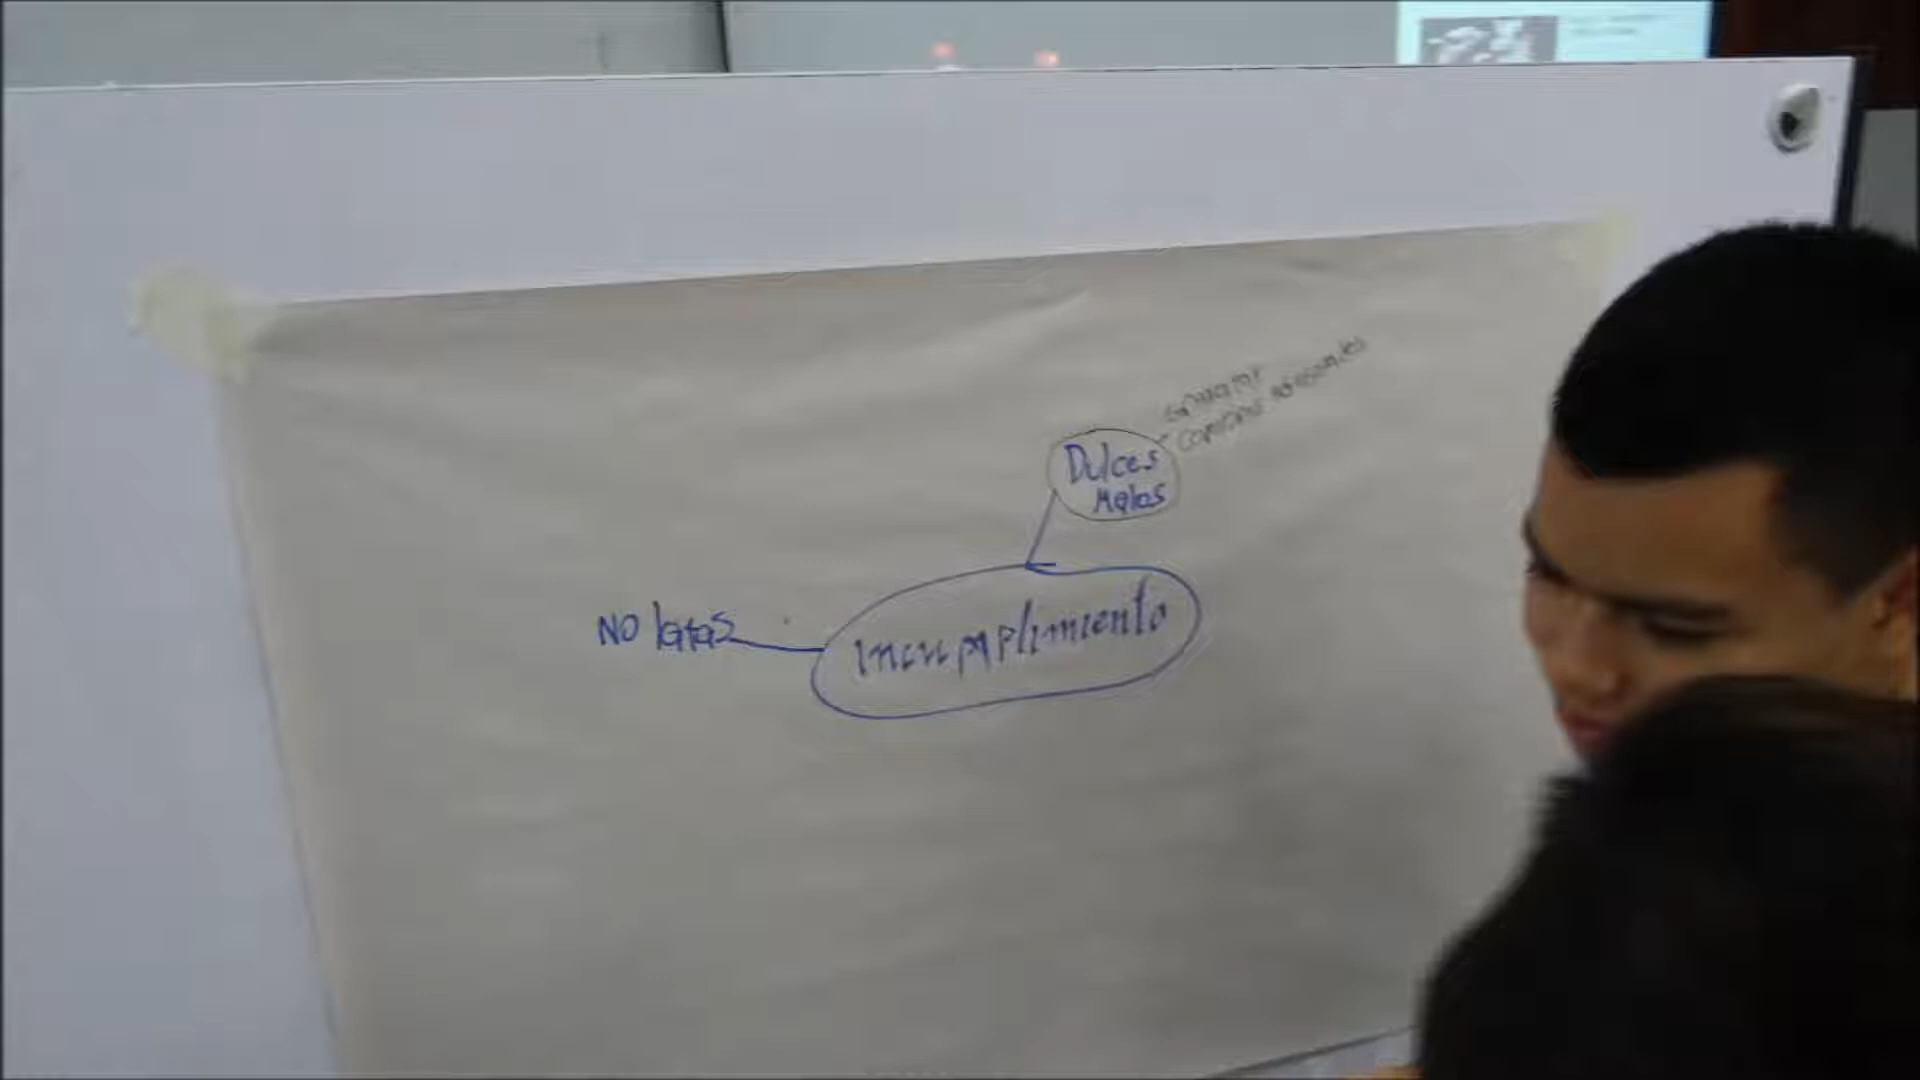 Dulces
Malos
NO latas
incumplimiento